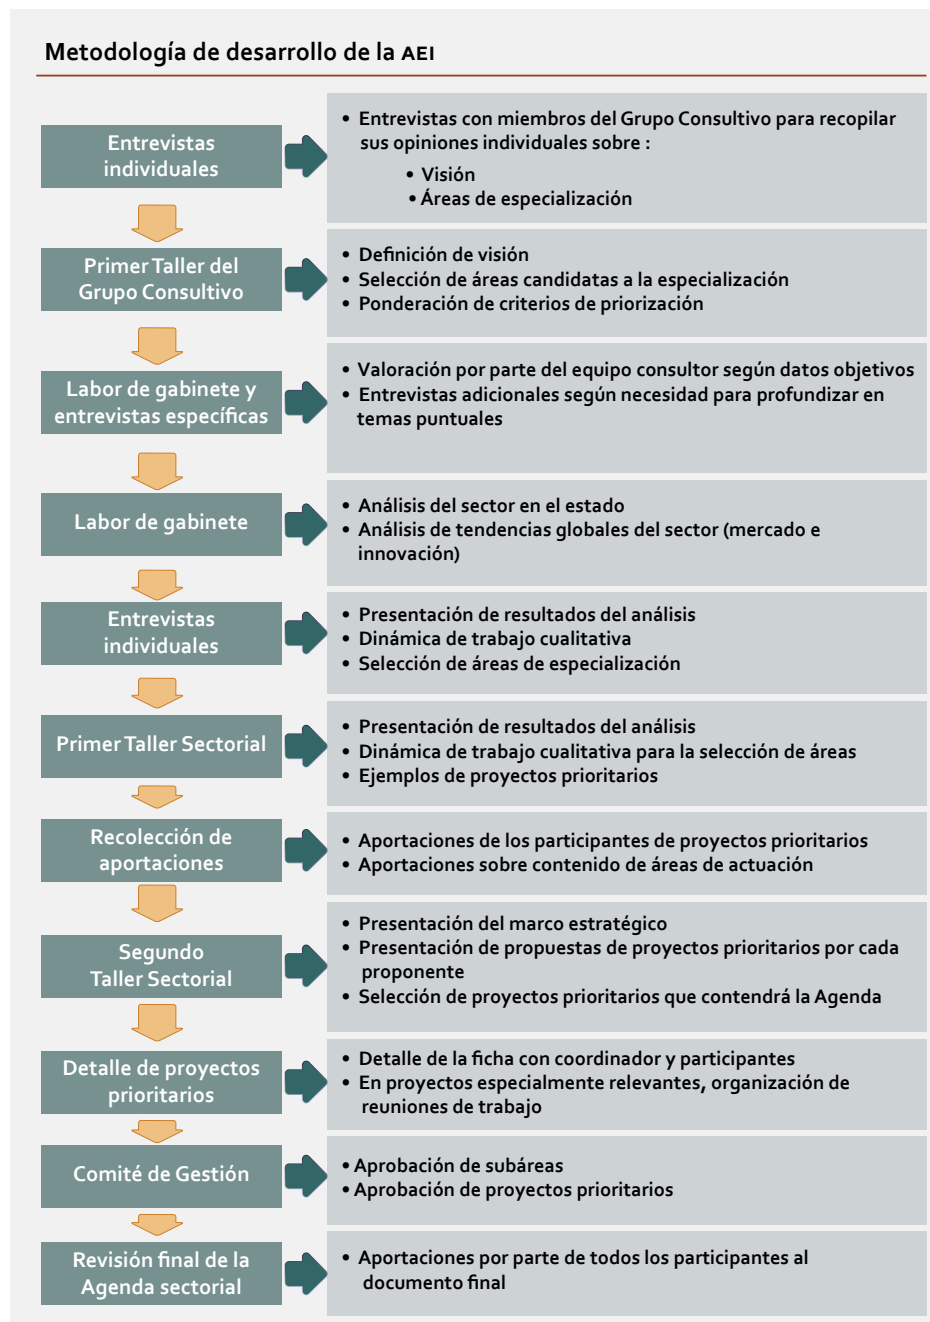 Metodología de desarrollo de la AEI
Entrevistas
individuales
• Entrevistas con miembros del Grupo Consultivo para recopilar
sus opiniones individuales sobre :
• Visión
• Áreas de especialización
Primer Taller del
Grupo Consultivo
• Definición de visión
• Selección de áreas candidatas a la especialización
• Ponderación de criterios de priorización
Labor de gabinete y
entrevistas específicas
• Valoración por parte del equipo consultor según datos objetivos
• Entrevistas adicionales según necesidad para profundizar en
temas puntuales
Labor de gabinete
• Análisis del sector en el estado
• Análisis de tendencias globales del sector (mercado e
innovación)
Entrevistas
individuales
• Presentación de resultados del análisis
• Dinámica de trabajo cualitativa
• Selección de áreas de especialización
Primer Taller Sectorial
• Presentación de resultados del análisis
• Dinámica de trabajo cualitativa para la selección de áreas
• Ejemplos de proyectos prioritarios
Recolección de
aportaciones
• Aportaciones de los participantes de proyectos prioritarios
• Aportaciones sobre contenido de áreas de actuación
Segundo
Taller Sectorial
• Presentación del marco estratégico
• Presentación de propuestas de proyectos prioritarios por cada
proponente
• Selección de proyectos prioritarios que contendrá la Agenda
Detalle de proyectos
prioritarios
• Detalle de la ficha con coordinador y participantes
• En proyectos especialmente relevantes, organización de
reuniones de trabajo
Comité de Gestión
• Aprobación de subáreas
• Aprobación de proyectos prioritarios
Revisión final de la
Agenda sectorial
• Aportaciones por parte de todos los participantes al
documento final